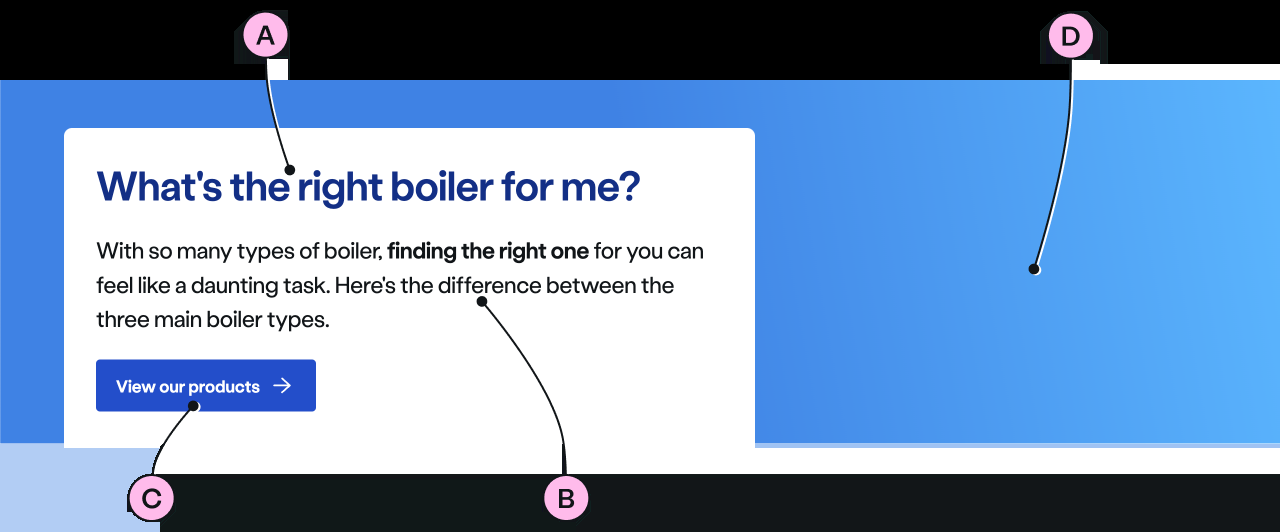 A
D
What's the right boiler for me?
With so many types of boiler, finding the right one for you can
feel like a daunting task. Here's the difference between the
three main boiler types.
View our products →
C
B